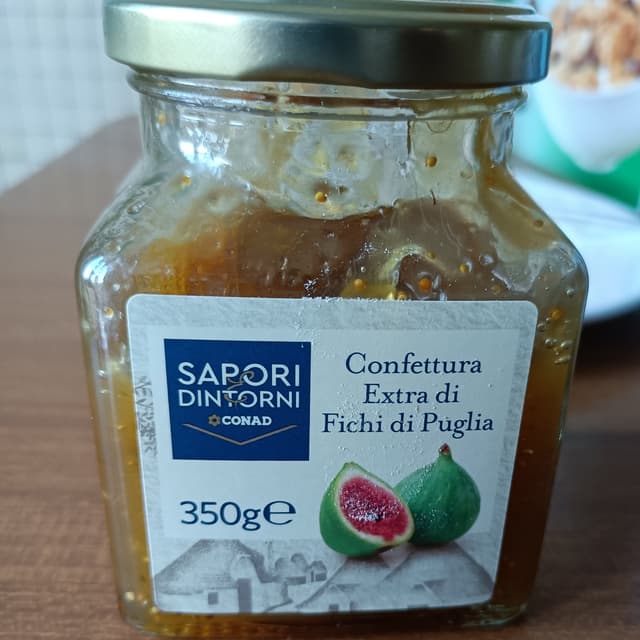 SAPORI
&
DINTORNI
CONAD
Confettura
Extra di
Fichi di Puglia
350g℮